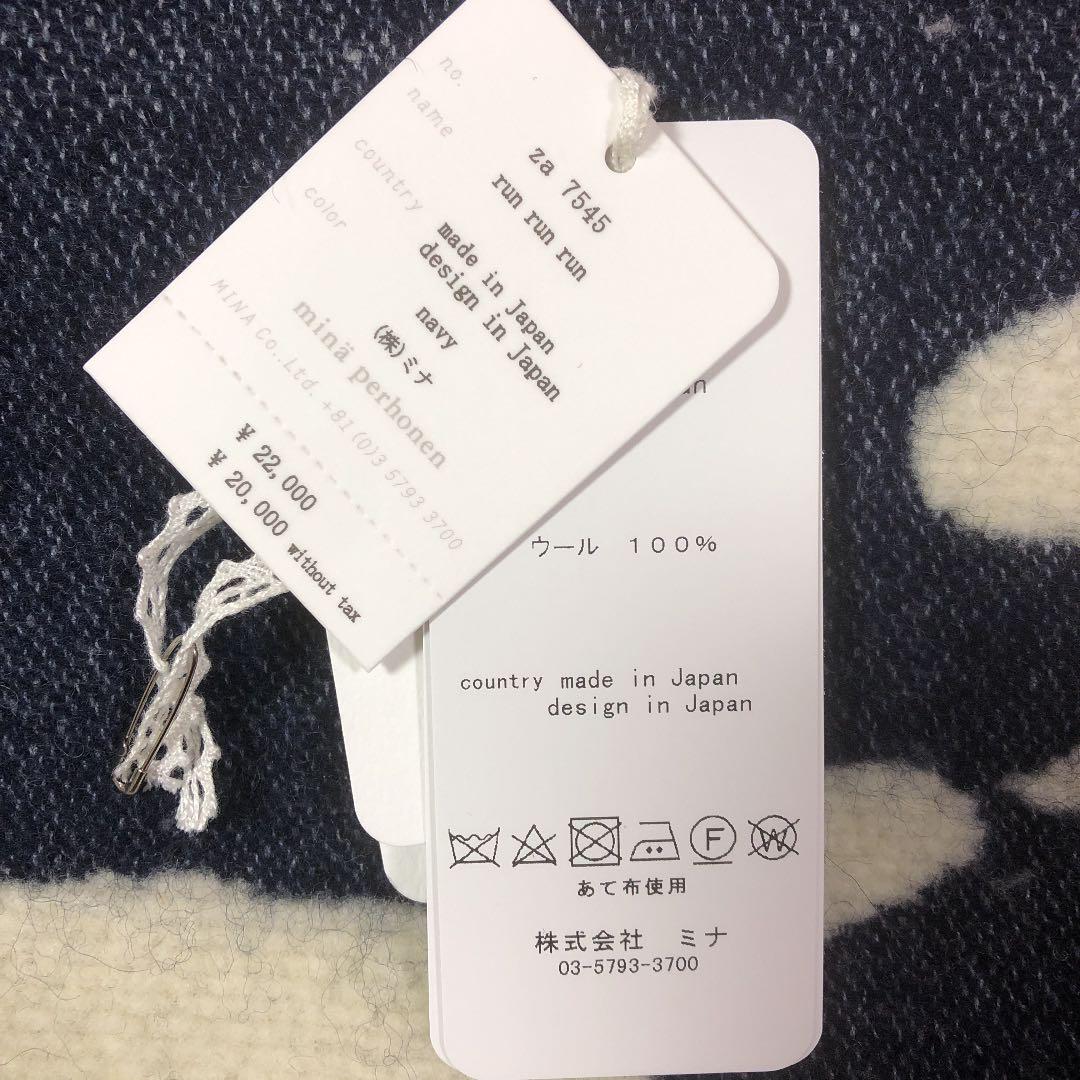 no. za 7545
name run run run
country made in Japan
design in Japan
color navy
(株)ミナ
minä perhonen
MINA Co.,Ltd. +81 (0)3 5793 3700
¥ 22,000
¥ 20,000 without tax
ウール 100%
country made in Japan
design in Japan
F W
あて布使用
株式会社 ミナ
03-5793-3700